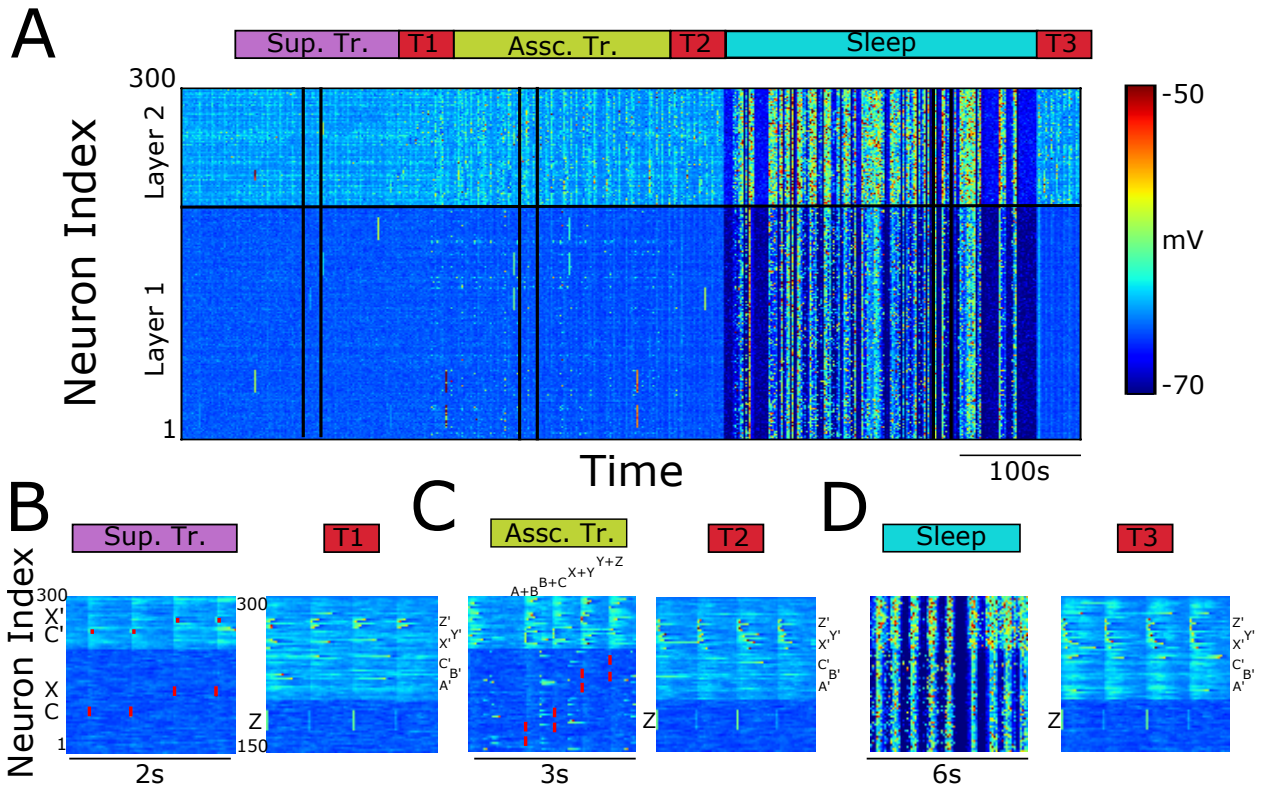 A
Sup. Tr. T1 Assc. Tr. T2 Sleep T3
300
-50
Neuron Index
Layer 2
Layer 1
mV
-70
1
Time
100s
B
Sup. Tr. T1
C
Assc. Tr. T2
D
Sleep T3
Neuron Index
300
X'
C'
X
C
1
2s
300
Z'
Y'
X'
C'
B'
A'
Z
150
A+B
B+C
X+Y
Y+Z
3s
Z'
Y'
X'
C'
B'
A'
Z
6s
Z'
Y'
X'
C'
B'
A'
Z